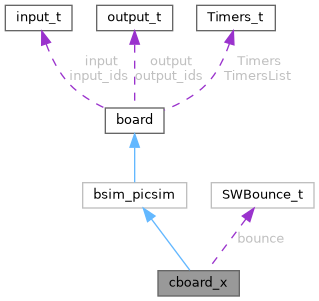 input_t
output_t
Timers_t
input
input_ids
output
output_ids
Timers
TimersList
board
bsim_picsim
SWBounce_t
bounce
cboard_x